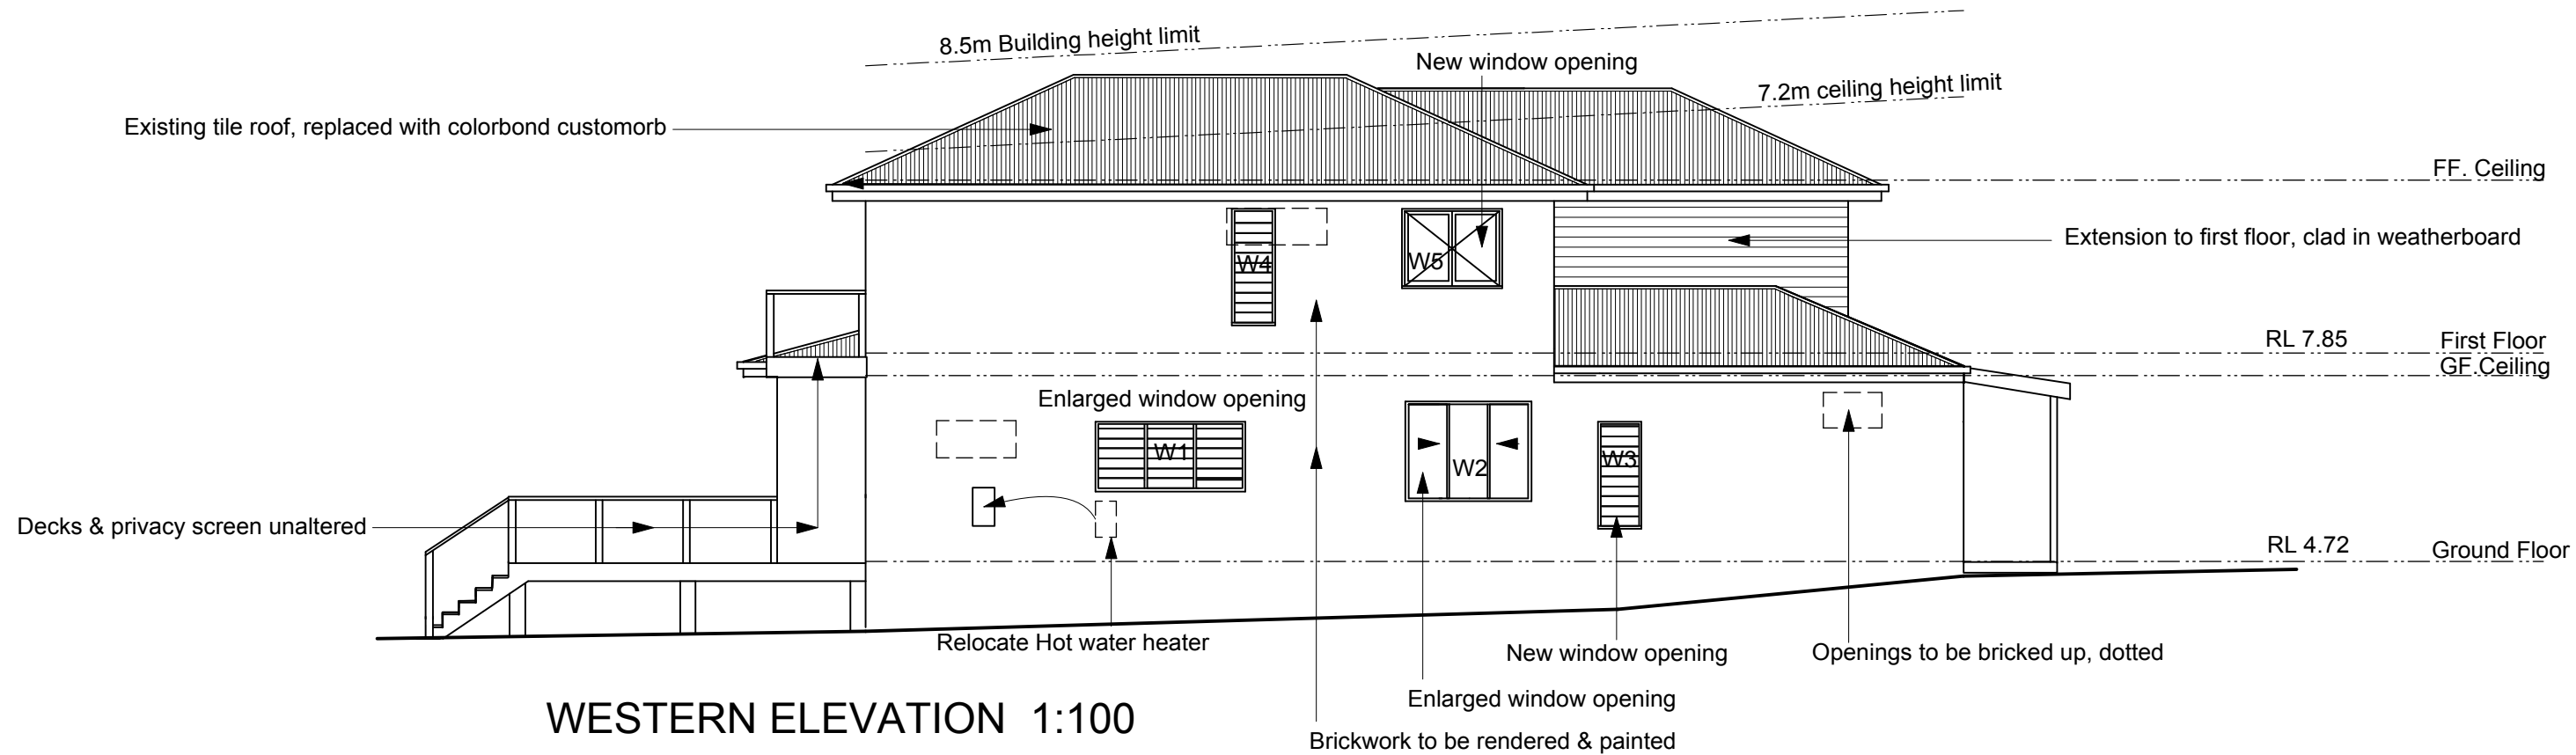 8.5m Building height limit
New window opening
7.2m ceiling height limit
Existing tile roof, replaced with colorbond customorb
FF. Ceiling
Extension to first floor, clad in weatherboard
W4
W5
RL 7.85
First Floor
GF.Ceiling
Enlarged window opening
W1
W2
W3
Decks & privacy screen unaltered
RL 4.72
Ground Floor
Relocate Hot water heater
New window opening
Openings to be bricked up, dotted
Enlarged window opening
WESTERN ELEVATION 1:100
Brickwork to be rendered & painted